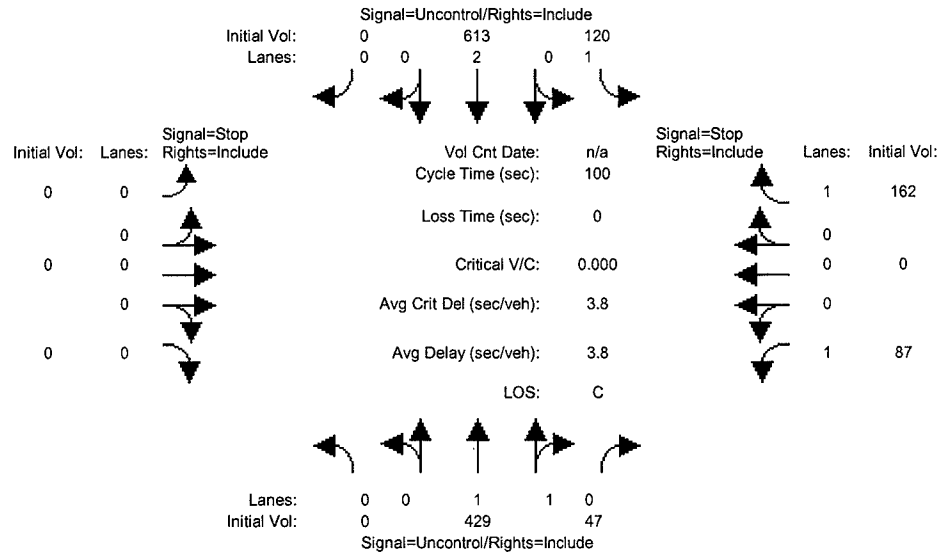 Signal=Uncontrol/Rights=Include
Initial Vol: 0 613 120
Lanes: 0 0 2 0 1
Signal=Stop
Initial Vol: Lanes: Rights=Include
Vol Cnt Date: n/a
Signal=Stop
Rights=Include Lanes: Initial Vol:
Cycle Time (sec): 100
0 0
1 162
Loss Time (sec): 0
0
0
0 0
Critical V/C: 0.000
0 0
0
Avg Crit Del (sec/veh): 3.8
0
0 0
Avg Delay (sec/veh): 3.8
1 87
LOS: C
Lanes: 0 0 1 1 0
Initial Vol: 0 429 47
Signal=Uncontrol/Rights=Include